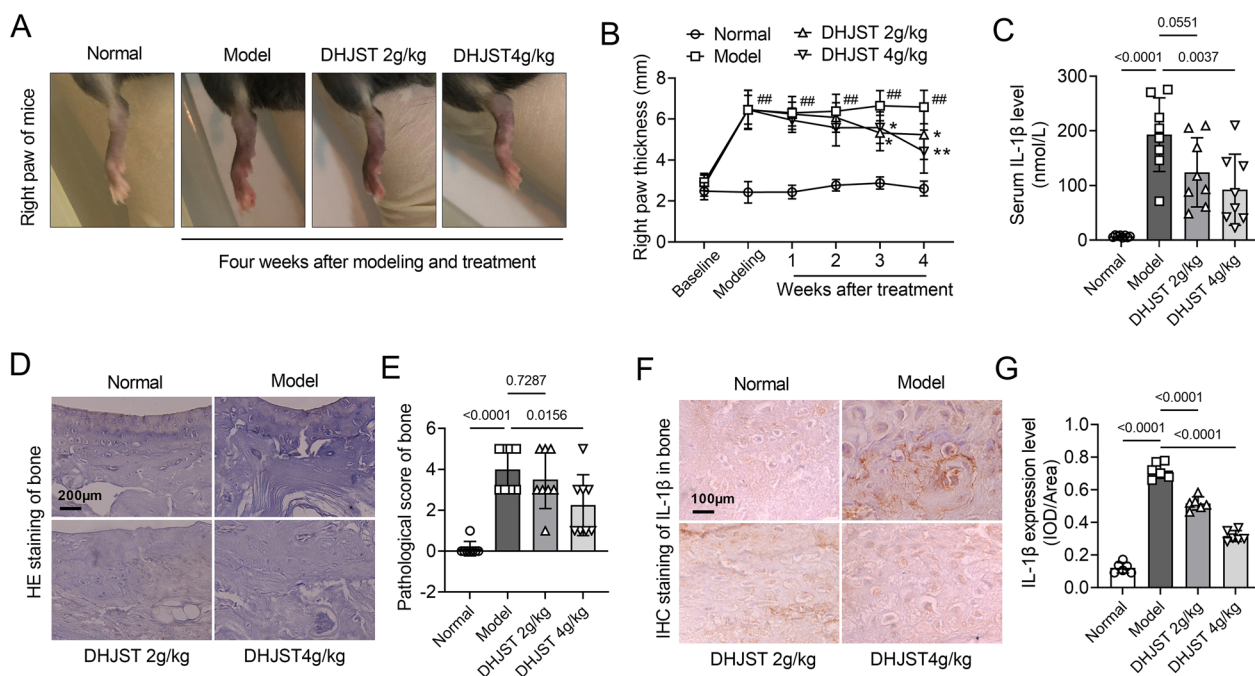 A
Normal
Model
DHJST 2g/kg
DHJST4g/kg
Right paw of mice
Four weeks after modeling and treatment
B
Normal
Model
DHJST 2g/kg
DHJST 4g/kg
Right paw thickness (mm)
8
6
4
2
0
##
##
##
##
##
*
*
*
**
Baseline
Modeling
1
2
3
4
Weeks after treatment
C
0.0551
<0.0001
0.0037
Serum IL-1β level
(nmol/L)
300
200
100
0
Normal
Model
DHJST 2g/kg
DHJST 4g/kg
D
Normal
Model
HE staining of bone
200μm
DHJST 2g/kg
DHJST4g/kg
E
0.7287
<0.0001
0.0156
Pathological score of bone
6
4
2
0
-2
Normal
Model
DHJST 2g/kg
DHJST 4g/kg
F
Normal
Model
IHC staining of IL-1β in bone
100μm
DHJST 2g/kg
DHJST4g/kg
G
<0.0001
<0.0001
<0.0001
IL-1β expression level
(IOD/Area)
1.0
0.8
0.6
0.4
0.2
0.0
Normal
Model
DHJST 2g/kg
DHJST 4g/kg